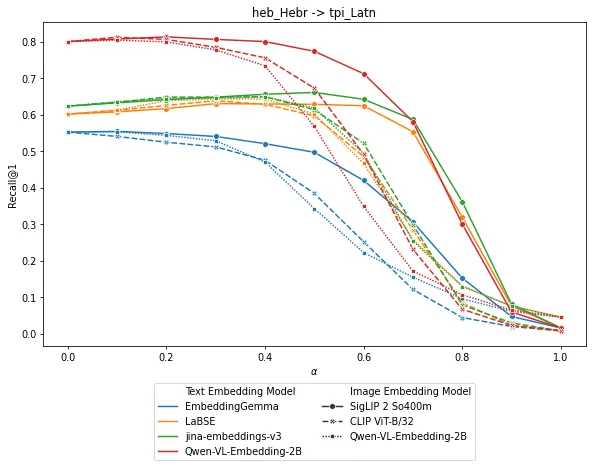 heb_Hebr -> tpi_Latn
Recall@1
0.8
0.7
0.6
0.5
0.4
0.3
0.2
0.1
0.0
0.0 0.2 0.4 0.6 0.8 1.0
α
Text Embedding Model Image Embedding Model
EmbeddingGemma SigLIP 2 So400m
LaBSE CLIP ViT-B/32
jina-embeddings-v3 Qwen-VL-Embedding-2B
Qwen-VL-Embedding-2B